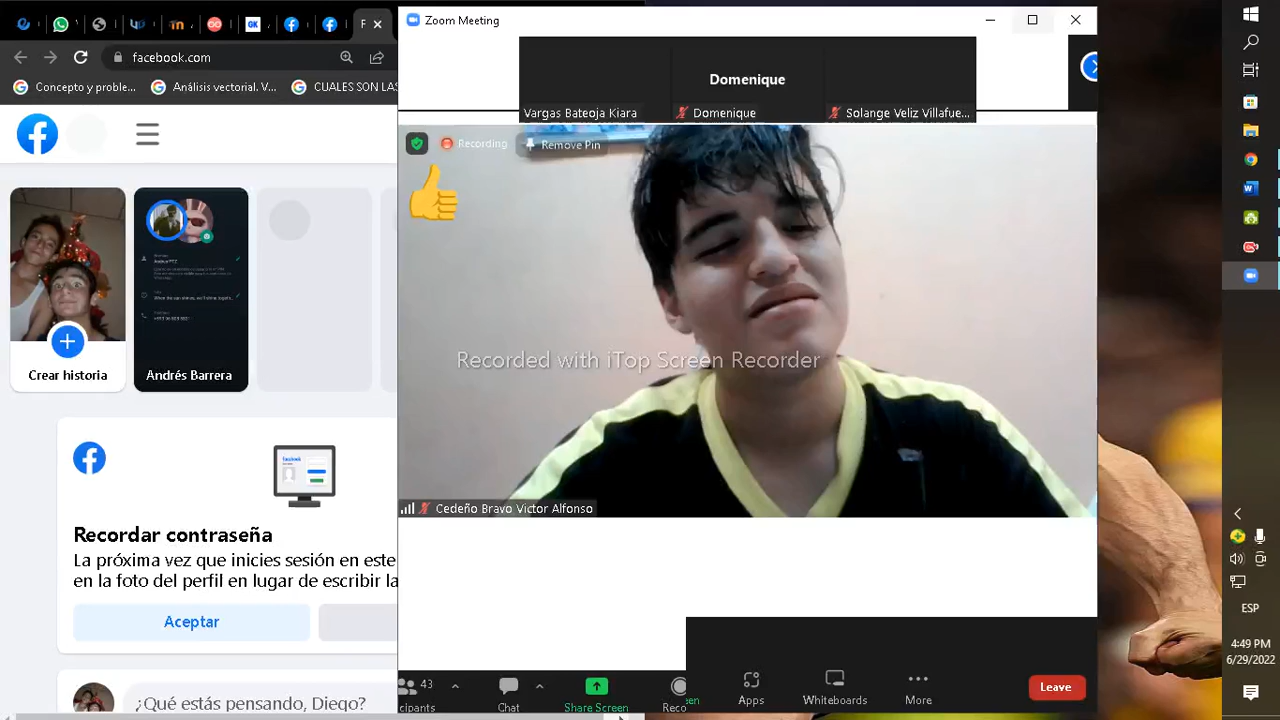 Zoom Meeting
facebook.com
Concepto y proble...
Análisis vectorial. V...
CUALES SON LAS
Domenique
Vargas Bateoja Kiara
Domenique
Solange Veliz Villafue...
Recording
Remove Pin
Crear historia
Andrés Barrera
Recorded with iTop Screen Recorder
Cedeño Bravo Victor Alfonso
Recordar contraseña
La próxima vez que inicies sesión en este
en la foto del perfil en lugar de escribir la
Aceptar
¿Qué estás pensando, Diego?
43
cipants
Chat
Share Screen
Reco
een
Apps
Whiteboards
More
Leave
ESP
4:49 PM
6/29/2022